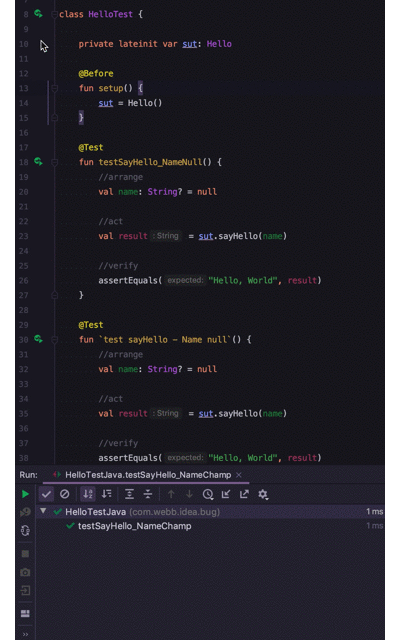 8 class HelloTest {
9
10 private lateinit var sut: Hello
11
12 @Before
13 fun setup() {
14 sut = Hello()
15 }
16
17 @Test
18 fun testSayHello_NameNull() {
19 //arrange
20 val name: String? = null
21
22 //act
23 val result : String = sut.sayHello(name)
24
25 //verify
26 assertEquals( expected: "Hello, World", result)
27 }
28
29 @Test
30 fun `test sayHello - Name null`() {
31 //arrange
32 val name: String? = null
33
34 //act
35 val result : String = sut.sayHello(name)
36
37 //verify
38 assertEquals( expected: "Hello, World", result)
Run: HelloTestJava.testSayHello_NameChamp ×
HelloTestJava (com.webb.idea.bug) 1 ms
testSayHello_NameChamp 1 ms